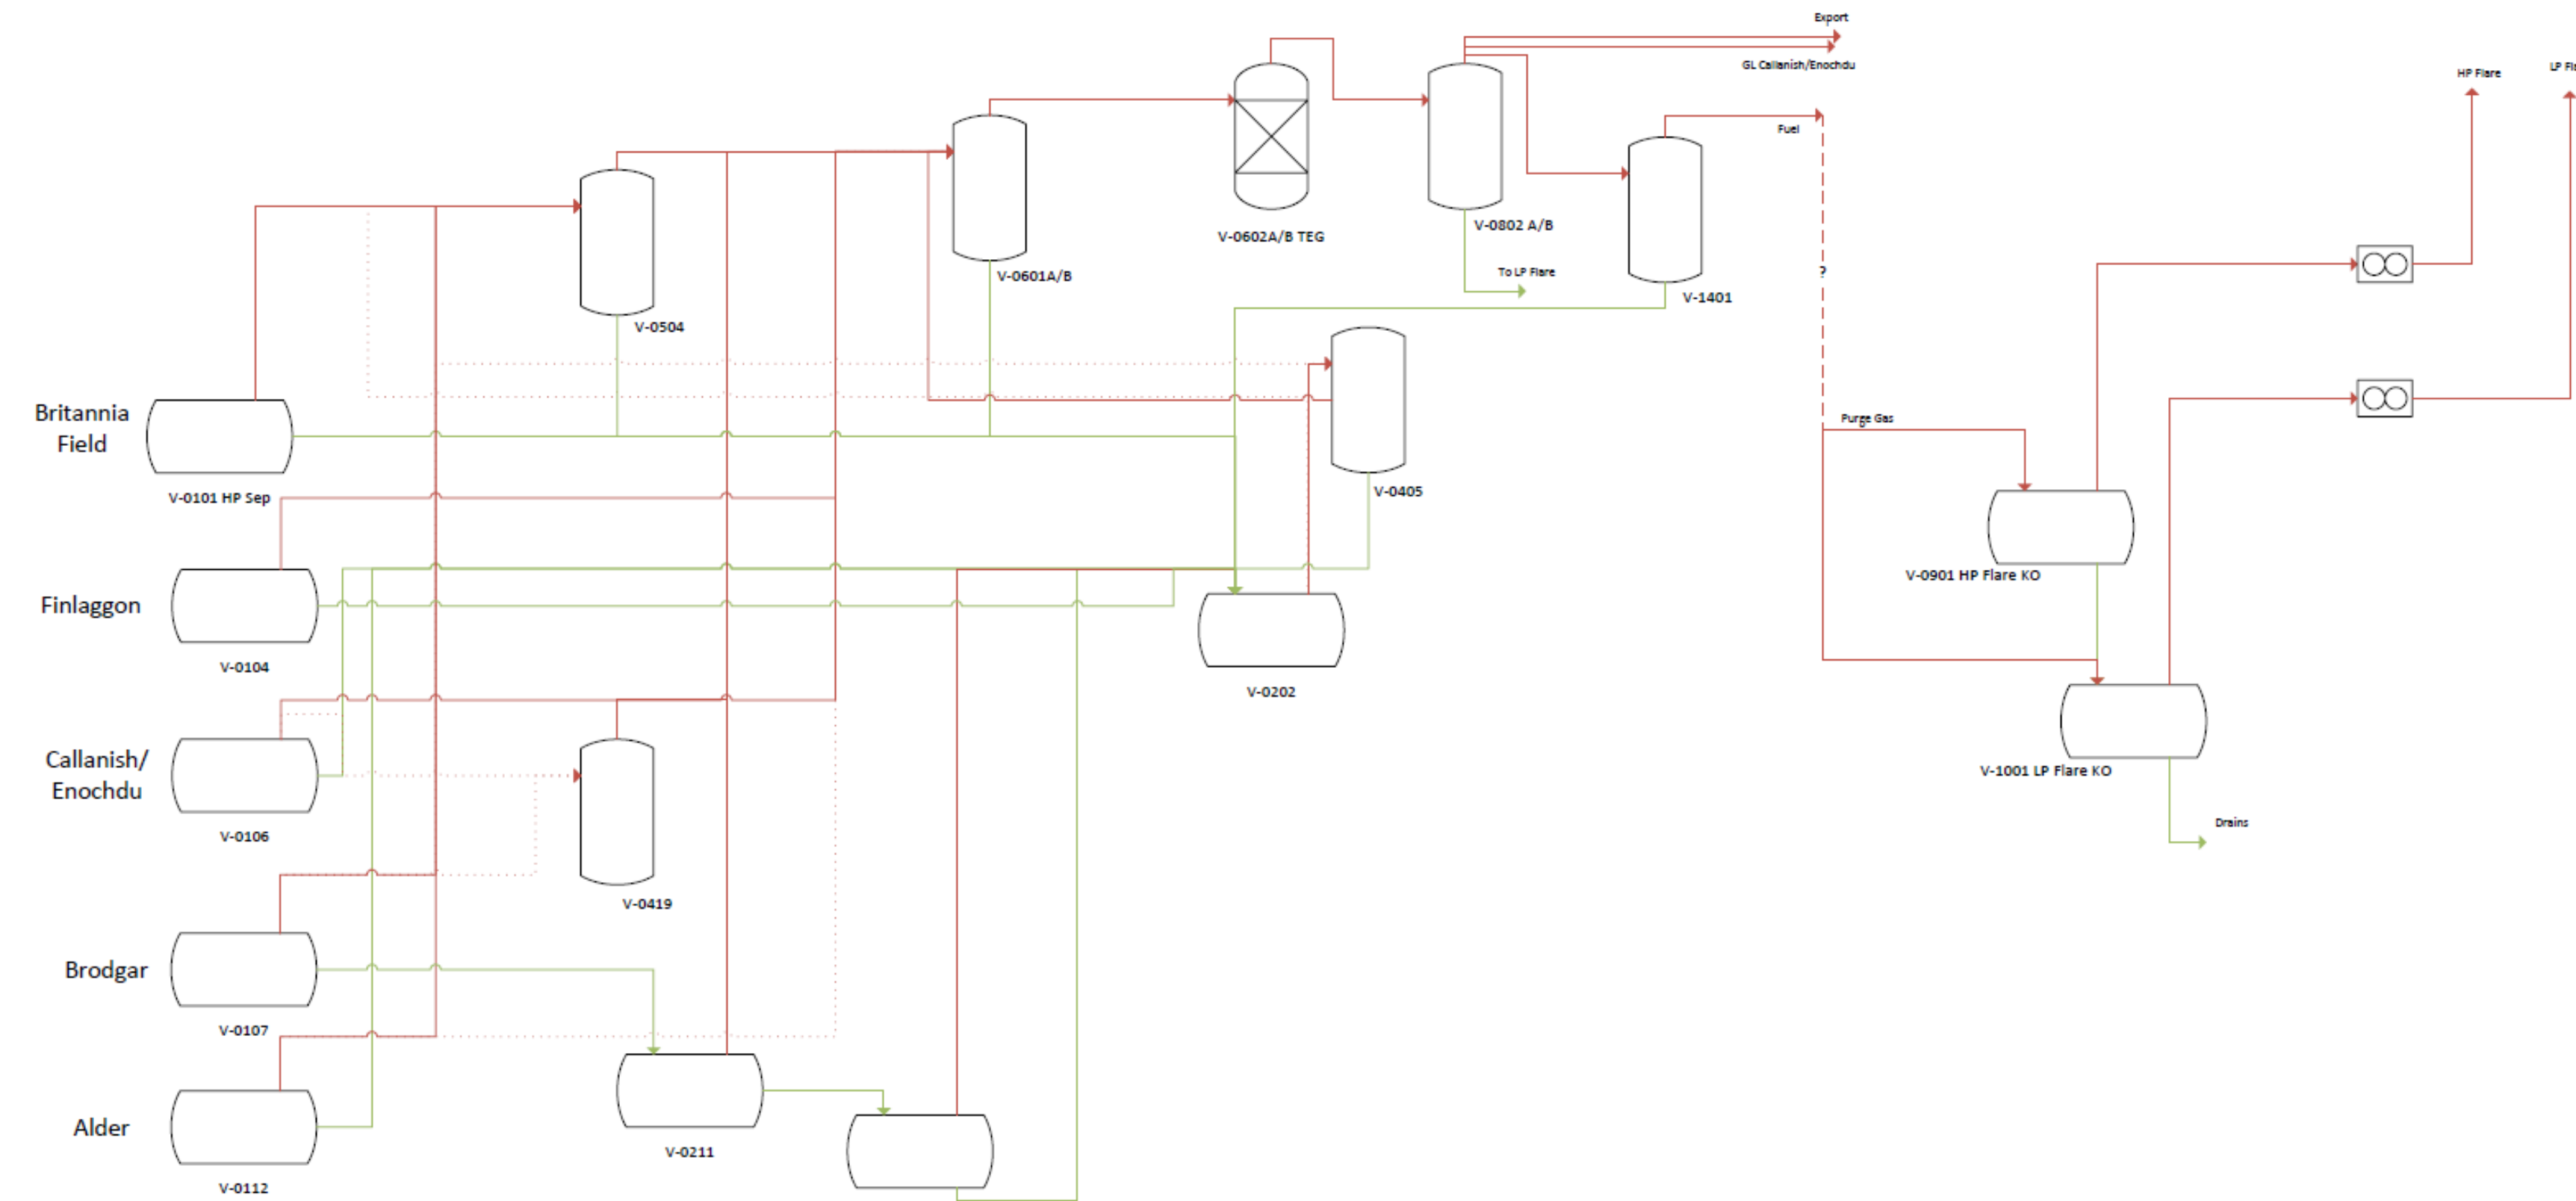 Export
GL Callanish/Enochdu
HP Flare
LP Fl
Fuel
V-0602A/B TEG
V-0802 A/B
V-0601A/B
To LP Flare
?
V-1401
V-0504
Britannia
Field
Purge Gas
V-0405
V-0101 HP Sep
V-0901 HP Flare KO
Finlaggon
V-0104
V-0202
Callanish/
Enochdu
V-1001 LP Flare KO
V-0106
Drains
V-0419
Brodgar
V-0107
Alder
V-0211
V-0112